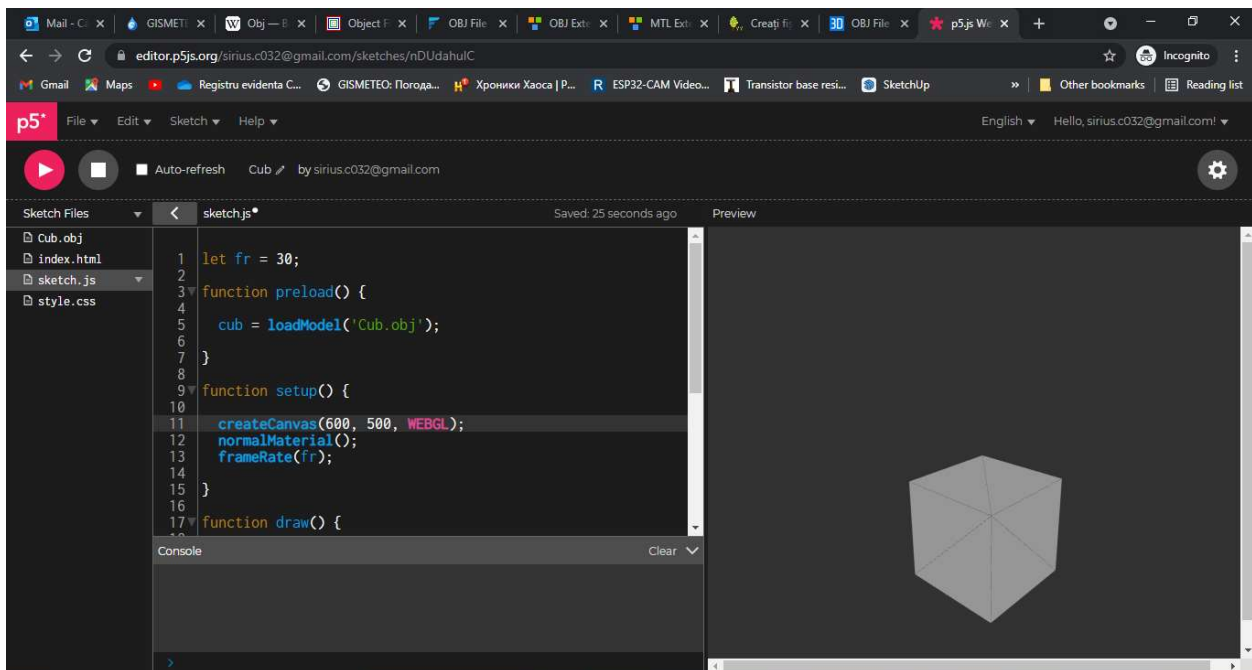 Mail - C
GISMETI
W Obj — B
Object F
OBJ File
OBJ Exte
MTL Exte
Creați fiș
3D OBJ File
p5.js We
editor.p5js.org/sirius.c032@gmail.com/sketches/nDUdahulC
Incognito
Gmail Maps Registru evidenta C... GISMETEO: Погода... Хроники Хаоса | Р... R ESP32-CAM Video... Transistor base resi... SketchUp » Other bookmarks Reading list
p5* File Edit Sketch Help English Hello, sirius.c032@gmail.com!
Auto-refresh Cub by sirius.c032@gmail.com
Sketch Files
Cub.obj
index.html
sketch.js
style.css
< sketch.js• Saved: 25 seconds ago
1 let fr = 30;
2
3 function preload() {
4
5 cub = loadModel('Cub.obj');
6
7 }
8
9 function setup() {
10
11 createCanvas(600, 500, WEBGL);
12 normalMaterial();
13 frameRate(fr);
14
15 }
16
17 function draw() {
Console Clear
>
Preview